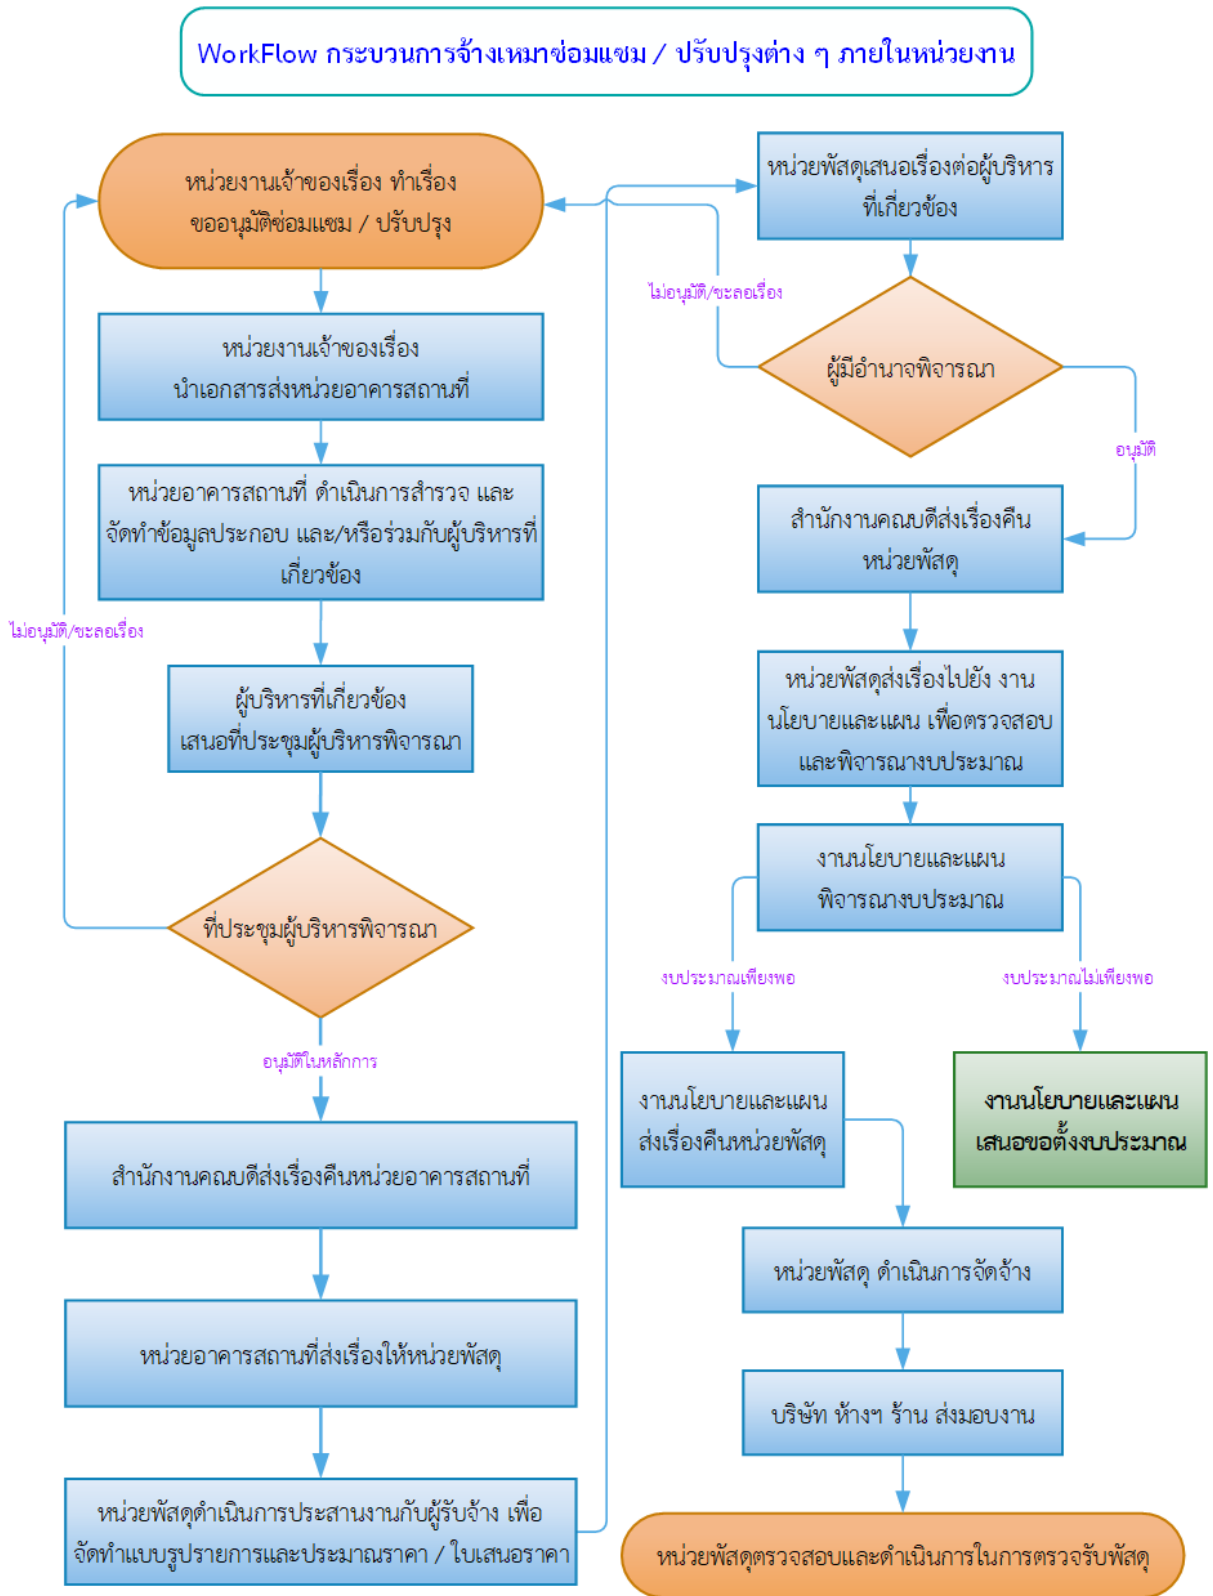 WorkFlow กระบวนการจ้างเหมาซ่อมแซม / ปรับปรุงต่าง ๆ ภายในหน่วยงาน
หน่วยงานเจ้าของเรื่อง ทำเรื่อง
ขออนุมัติซ่อมแซม / ปรับปรุง
หน่วยงานเจ้าของเรื่อง
นำเอกสารส่งหน่วยอาคารสถานที่
หน่วยอาคารสถานที่ ดำเนินการสำรวจ และ
จัดทำข้อมูลประกอบ และ/หรือร่วมกับผู้บริหารที่
เกี่ยวข้อง
ไม่อนุมัติ/ชะลอเรื่อง
ผู้บริหารที่เกี่ยวข้อง
เสนอที่ประชุมผู้บริหารพิจารณา
ที่ประชุมผู้บริหารพิจารณา
อนุมัติในหลักการ
สำนักงานคณบดีส่งเรื่องคืนหน่วยอาคารสถานที่
หน่วยอาคารสถานที่ส่งเรื่องให้หน่วยพัสดุ
หน่วยพัสดุดำเนินการประสานงานกับผู้รับจ้าง เพื่อ
จัดทำแบบรูปรายการและประมาณราคา / ใบเสนอราคา
หน่วยพัสดุเสนอเรื่องต่อผู้บริหาร
ที่เกี่ยวข้อง
ไม่อนุมัติ/ชะลอเรื่อง
ผู้มีอำนาจพิจารณา
อนุมัติ
สำนักงานคณบดีส่งเรื่องคืน
หน่วยพัสดุ
หน่วยพัสดุส่งเรื่องไปยัง งาน
นโยบายและแผน เพื่อตรวจสอบ
และพิจารณางบประมาณ
งานนโยบายและแผน
พิจารณางบประมาณ
งบประมาณเพียงพอ
งบประมาณไม่เพียงพอ
งานนโยบายและแผน
ส่งเรื่องคืนหน่วยพัสดุ
งานนโยบายและแผน
เสนอขอตั้งงบประมาณ
หน่วยพัสดุ ดำเนินการจัดจ้าง
บริษัท ห้างฯ ร้าน ส่งมอบงาน
หน่วยพัสดุตรวจสอบและดำเนินการในการตรวจรับพัสดุ